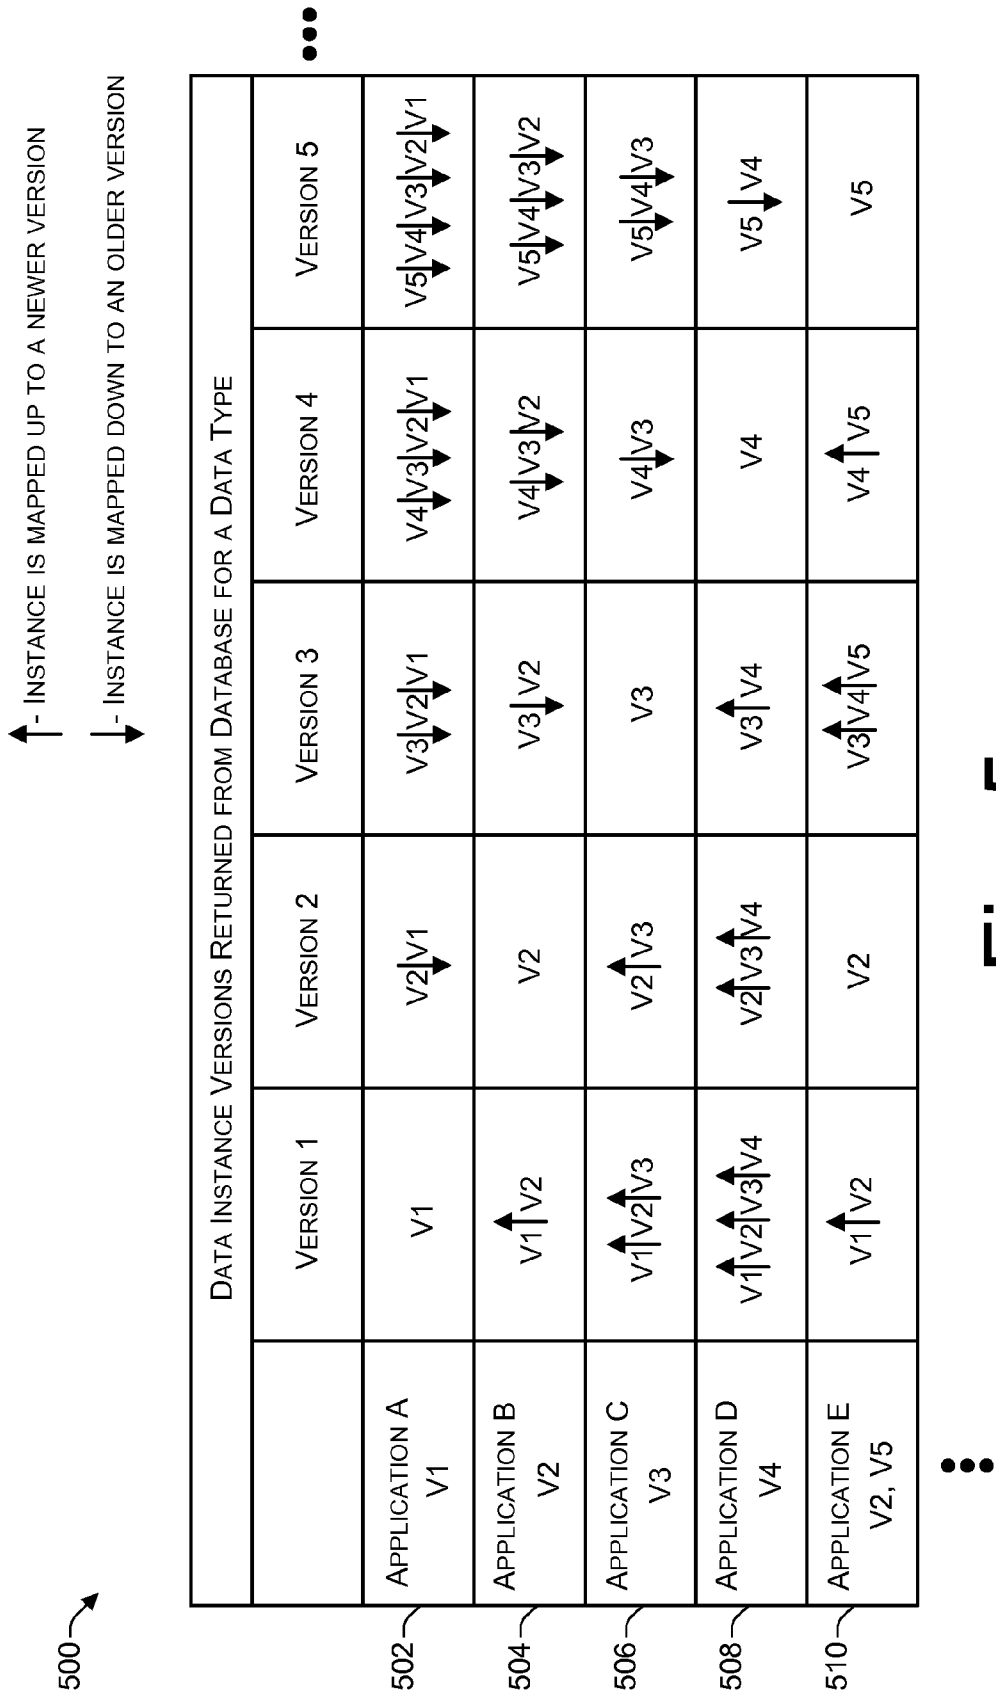 500
↑ - INSTANCE IS MAPPED UP TO A NEWER VERSION
↓ - INSTANCE IS MAPPED DOWN TO AN OLDER VERSION
DATA INSTANCE VERSIONS RETURNED FROM DATABASE FOR A DATA TYPE
VERSION 1 VERSION 2 VERSION 3 VERSION 4 VERSION 5 •••
502 APPLICATION A
V1
V1
V2↓V1
V3↓V2↓V1
V4↓V3↓V2↓V1
V5↓V4↓V3↓V2↓V1
504 APPLICATION B
V2
V1↑V2
V2
V3↓V2
V4↓V3↓V2
V5↓V4↓V3↓V2
506 APPLICATION C
V3
V1↑V2↑V3
V2↑V3
V3
V4↓V3
V5↓V4↓V3
508 APPLICATION D
V4
V1↑V2↑V3↑V4
V2↑V3↑V4
V3↑V4
V4
V5↓V4
510 APPLICATION E
V2, V5
V1↑V2
V2
V3↑V4↑V5
V4↑V5
V5
•••